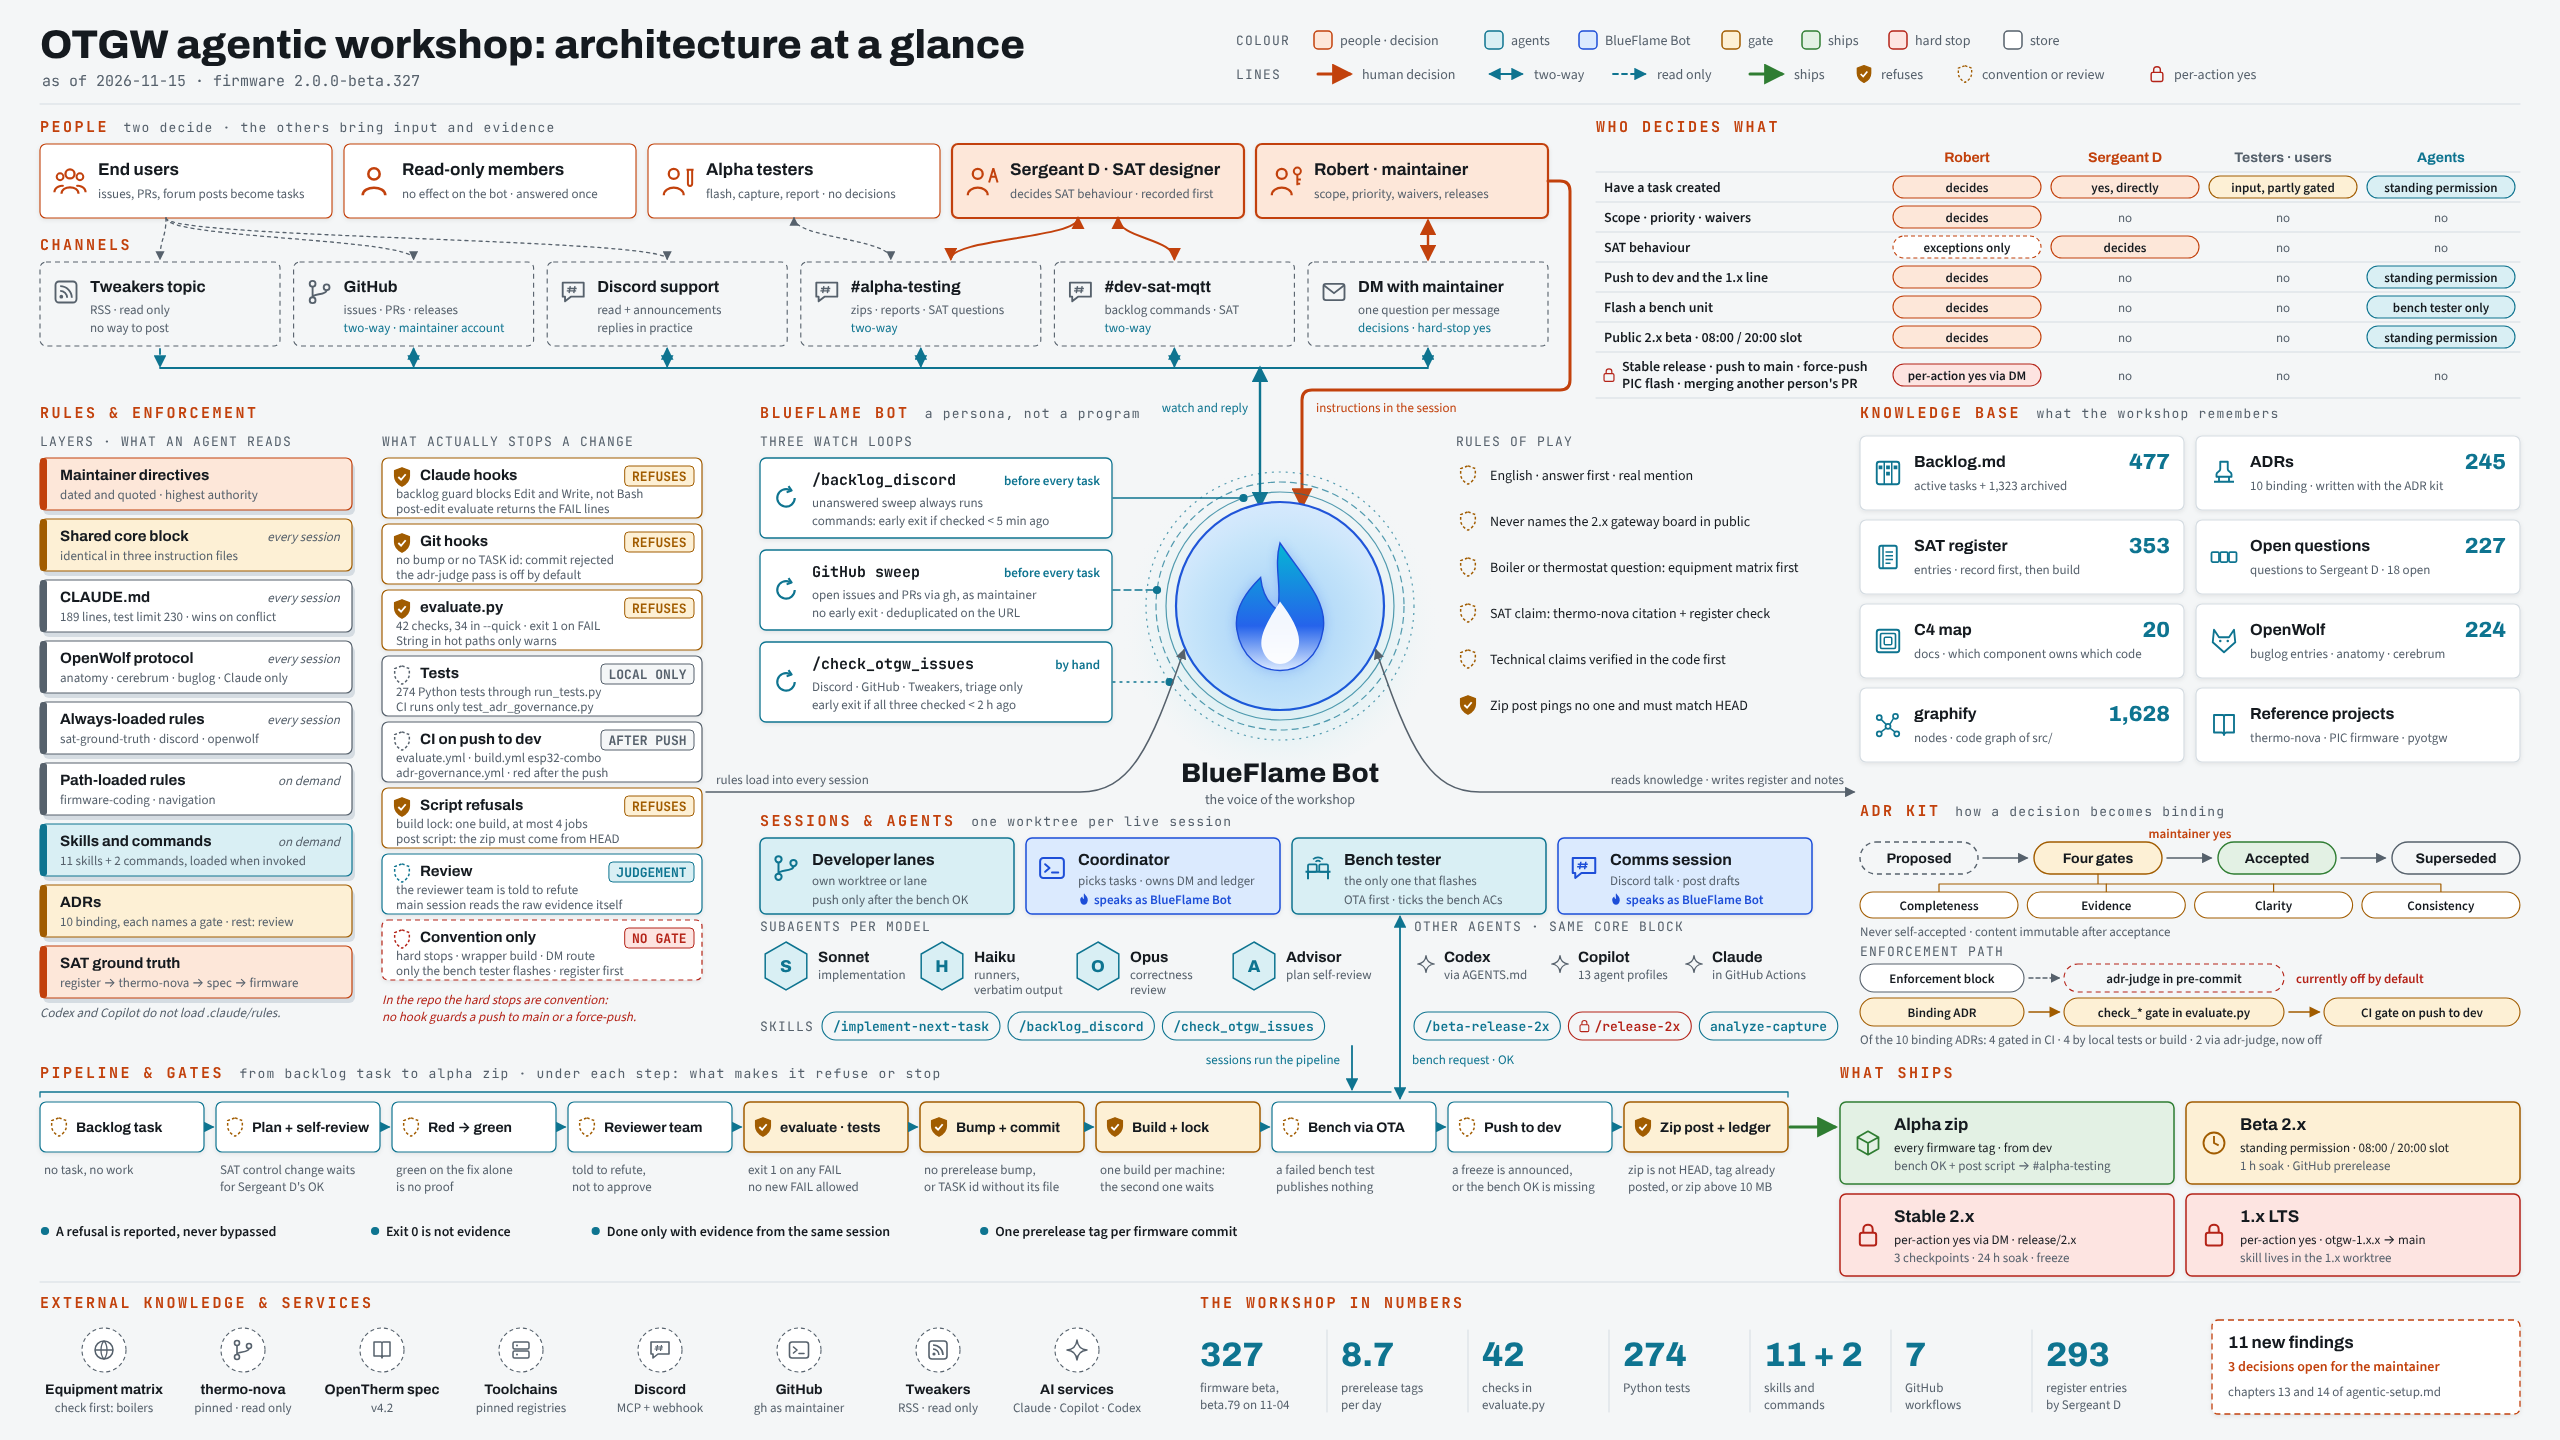 OTGW agentic workshop: architecture at a glance
as of 2026-11-15 · firmware 2.0.0-beta.327
COLOUR people · decision agents BlueFlame Bot gate ships hard stop store
LINES human decision two-way read only ships refuses convention or review per-action yes
PEOPLE two decide · the others bring input and evidence
End users
issues, PRs, forum posts become tasks
Read-only members
no effect on the bot · answered once
Alpha testers
flash, capture, report · no decisions
Sergeant D · SAT designer
decides SAT behaviour · recorded first
Robert · maintainer
scope, priority, waivers, releases
CHANNELS
Tweakers topic
RSS · read only
no way to post
GitHub
issues · PRs · releases
two-way · maintainer account
Discord support
read + announcements
replies in practice
#alpha-testing
zips · reports · SAT questions
two-way
#dev-sat-mqtt
backlog commands · SAT
two-way
DM with maintainer
one question per message
decisions · hard-stop yes
WHO DECIDES WHAT
Robert Sergeant D Testers · users Agents
Have a task created decides yes, directly input, partly gated standing permission
Scope · priority · waivers decides no no no
SAT behaviour exceptions only decides no no
Push to dev and the 1.x line decides no no standing permission
Flash a bench unit decides no no bench tester only
Public 2.x beta · 08:00 / 20:00 slot decides no no standing permission
Stable release · push to main · force-push
PIC flash · merging another person's PR per-action yes via DM no no no
RULES & ENFORCEMENT
LAYERS · WHAT AN AGENT READS
Maintainer directives
dated and quoted · highest authority
Shared core block every session
identical in three instruction files
CLAUDE.md every session
189 lines, test limit 230 · wins on conflict
OpenWolf protocol every session
anatomy · cerebrum · buglog · Claude only
Always-loaded rules every session
sat-ground-truth · discord · openwolf
Path-loaded rules on demand
firmware-coding · navigation
Skills and commands on demand
11 skills + 2 commands, loaded when invoked
ADRs
10 binding, each names a gate · rest: review
SAT ground truth
register → thermo-nova → spec → firmware
Codex and Copilot do not load .claude/rules.
WHAT ACTUALLY STOPS A CHANGE
Claude hooks REFUSES
backlog guard blocks Edit and Write, not Bash
post-edit evaluate returns the FAIL lines
Git hooks REFUSES
no bump or no TASK id: commit rejected
the adr-judge pass is off by default
evaluate.py REFUSES
42 checks, 34 in --quick · exit 1 on FAIL
String in hot paths only warns
Tests LOCAL ONLY
274 Python tests through run_tests.py
CI runs only test_adr_governance.py
CI on push to dev AFTER PUSH
evaluate.yml · build.yml esp32-combo
adr-governance.yml · red after the push
Script refusals REFUSES
build lock: one build, at most 4 jobs
post script: the zip must come from HEAD
Review JUDGEMENT
the reviewer team is told to refute
main session reads the raw evidence itself
Convention only NO GATE
hard stops · wrapper build · DM route
only the bench tester flashes · register first
In the repo the hard stops are convention:
no hook guards a push to main or a force-push.
BLUEFLAME BOT a persona, not a program
watch and reply
instructions in the session
THREE WATCH LOOPS
/backlog_discord before every task
unanswered sweep always runs
commands: early exit if checked < 5 min ago
GitHub sweep before every task
open issues and PRs via gh, as maintainer
no early exit · deduplicated on the URL
/check_otgw_issues by hand
Discord · GitHub · Tweakers, triage only
early exit if all three checked < 2 h ago
RULES OF PLAY
English · answer first · real mention
Never names the 2.x gateway board in public
Boiler or thermostat question: equipment matrix first
SAT claim: thermo-nova citation + register check
Technical claims verified in the code first
Zip post pings no one and must match HEAD
rules load into every session
BlueFlame Bot
the voice of the workshop
reads knowledge · writes register and notes
KNOWLEDGE BASE what the workshop remembers
Backlog.md 477
active tasks + 1,323 archived
ADRs 245
10 binding · written with the ADR kit
SAT register 353
entries · record first, then build
Open questions 227
questions to Sergeant D · 18 open
C4 map 20
docs · which component owns which code
OpenWolf 224
buglog entries · anatomy · cerebrum
graphify 1,628
nodes · code graph of src/
Reference projects
thermo-nova · PIC firmware · pyotgw
SESSIONS & AGENTS one worktree per live session
Developer lanes
own worktree or lane
push only after the bench OK
Coordinator
picks tasks · owns DM and ledger
speaks as BlueFlame Bot
Bench tester
the only one that flashes
OTA first · ticks the bench ACs
Comms session
Discord talk · post drafts
speaks as BlueFlame Bot
SUBAGENTS PER MODEL
S Sonnet
implementation
H Haiku
runners,
verbatim output
O Opus
correctness
review
A Advisor
plan self-review
OTHER AGENTS · SAME CORE BLOCK
Codex
via AGENTS.md
Copilot
13 agent profiles
Claude
in GitHub Actions
SKILLS /implement-next-task /backlog_discord /check_otgw_issues /beta-release-2x /release-2x analyze-capture
sessions run the pipeline
bench request · OK
ADR KIT how a decision becomes binding
maintainer yes
Proposed Four gates Accepted Superseded
Completeness Evidence Clarity Consistency
Never self-accepted · content immutable after acceptance
ENFORCEMENT PATH
Enforcement block adr-judge in pre-commit currently off by default
Binding ADR check_* gate in evaluate.py CI gate on push to dev
Of the 10 binding ADRs: 4 gated in CI · 4 by local tests or build · 2 via adr-judge, now off
PIPELINE & GATES from backlog task to alpha zip · under each step: what makes it refuse or stop
Backlog task
no task, no work
Plan + self-review
SAT control change waits
for Sergeant D's OK
Red → green
green on the fix alone
is no proof
Reviewer team
told to refute,
not to approve
evaluate · tests
exit 1 on any FAIL
no new FAIL allowed
Bump + commit
no prerelease bump,
or TASK id without its file
Build + lock
one build per machine:
the second one waits
Bench via OTA
a failed bench test
publishes nothing
Push to dev
a freeze is announced,
or the bench OK is missing
Zip post + ledger
zip is not HEAD, tag already
posted, or zip above 10 MB
A refusal is reported, never bypassed
Exit 0 is not evidence
Done only with evidence from the same session
One prerelease tag per firmware commit
WHAT SHIPS
Alpha zip
every firmware tag · from dev
bench OK + post script → #alpha-testing
Beta 2.x
standing permission · 08:00 / 20:00 slot
1 h soak · GitHub prerelease
Stable 2.x
per-action yes via DM · release/2.x
3 checkpoints · 24 h soak · freeze
1.x LTS
per-action yes · otgw-1.x.x → main
skill lives in the 1.x worktree
EXTERNAL KNOWLEDGE & SERVICES
Equipment matrix
check first: boilers
thermo-nova
pinned · read only
OpenTherm spec
v4.2
Toolchains
pinned registries
Discord
MCP + webhook
GitHub
gh as maintainer
Tweakers
RSS · read only
AI services
Claude · Copilot · Codex
THE WORKSHOP IN NUMBERS
327
firmware beta,
beta.79 on 11-04
8.7
prerelease tags
per day
42
checks in
evaluate.py
274
Python tests
11 + 2
skills and
commands
7
GitHub
workflows
293
register entries
by Sergeant D
11 new findings
3 decisions open for the maintainer
chapters 13 and 14 of agentic-setup.md